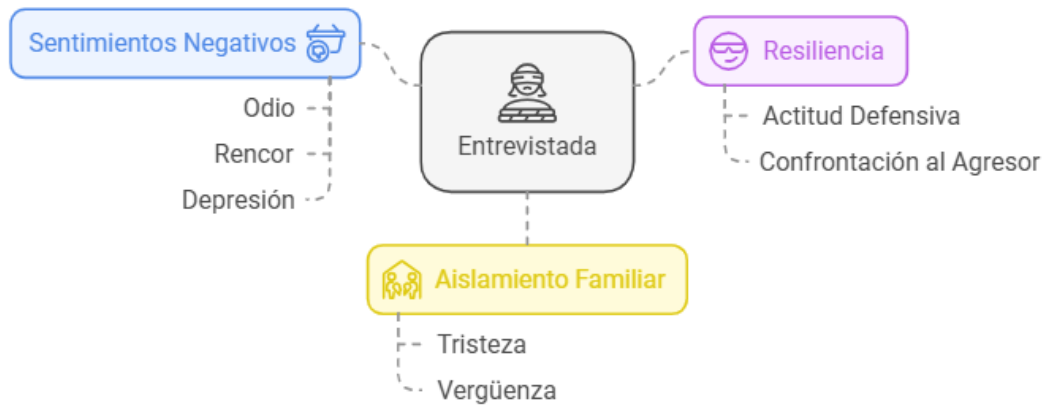 Sentimientos Negativos
Odio
Rencor
Depresión
Entrevistada
Resiliencia
Actitud Defensiva
Confrontación al Agresor
Aislamiento Familiar
Tristeza
Vergüenza